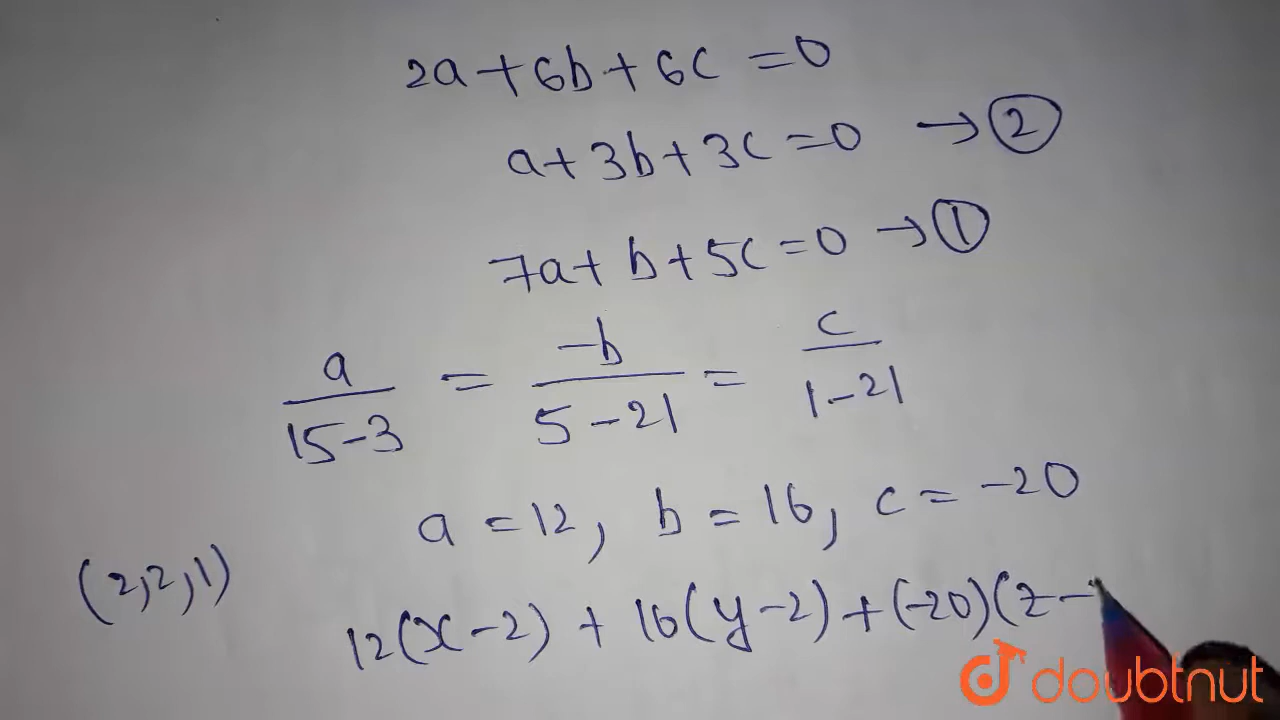 2a + 6b + 6c = 0
a + 3b + 3c = 0 → ②
7a + b + 5c = 0 → ①
a/15-3 = -b/5-21 = c/1-21
a = 12, b = 16, c = -20
(2,2,1)
12(x-2) + 16(y-2) + (-20)(z-
doubtnut